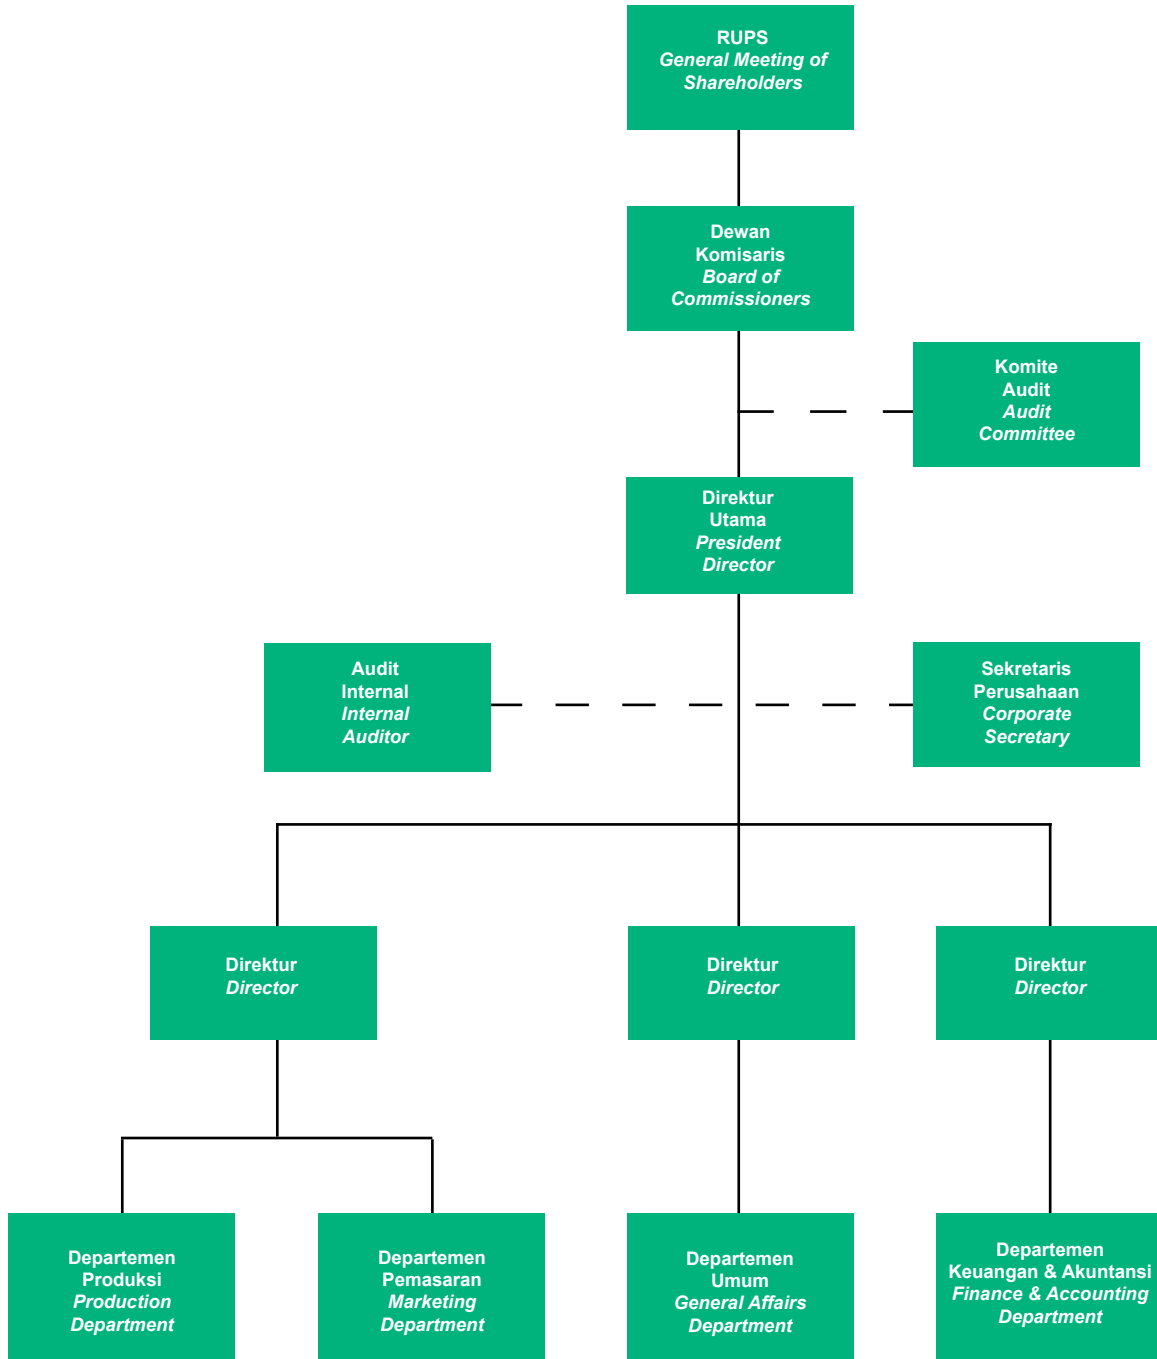 RUPS
General Meeting of
Shareholders
Dewan
Komisaris
Board of
Commissioners
Komite
Audit
Audit
Committee
Direktur
Utama
President
Director
Audit
Internal
Internal
Auditor
Sekretaris
Perusahaan
Corporate
Secretary
Direktur
Director
Direktur
Director
Direktur
Director
Departemen
Produksi
Production
Department
Departemen
Pemasaran
Marketing
Department
Departemen
Umum
General Affairs
Department
Departemen
Keuangan & Akuntansi
Finance & Accounting
Department